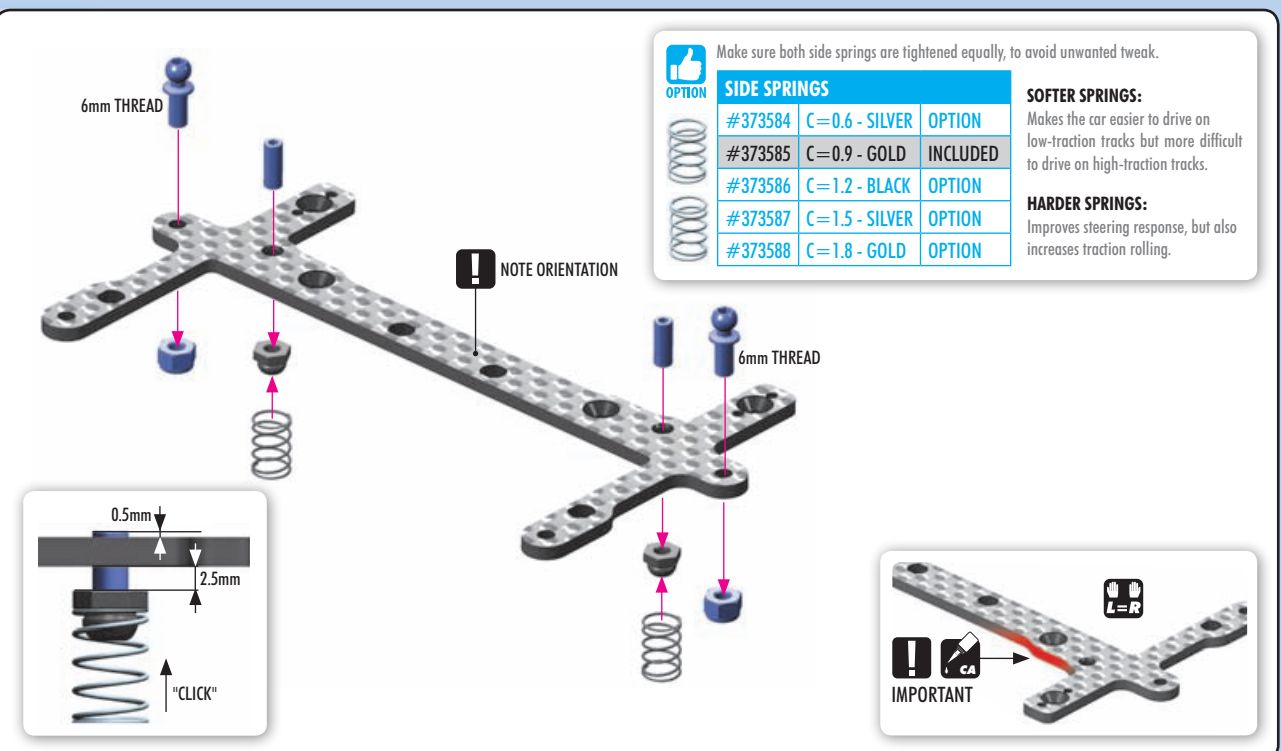 Make sure both side springs are tightened equally, to avoid unwanted tweak.
OPTION
SIDE SPRINGS
#373584 C=0.6 - SILVER OPTION
#373585 C=0.9 - GOLD INCLUDED
#373586 C=1.2 - BLACK OPTION
#373587 C=1.5 - SILVER OPTION
#373588 C=1.8 - GOLD OPTION
SOFTER SPRINGS:
Makes the car easier to drive on
low-traction tracks but more difficult
to drive on high-traction tracks.
HARDER SPRINGS:
Improves steering response, but also
increases traction rolling.
6mm THREAD
! NOTE ORIENTATION
6mm THREAD
0.5mm
2.5mm
"CLICK"
L=R
! CA
IMPORTANT